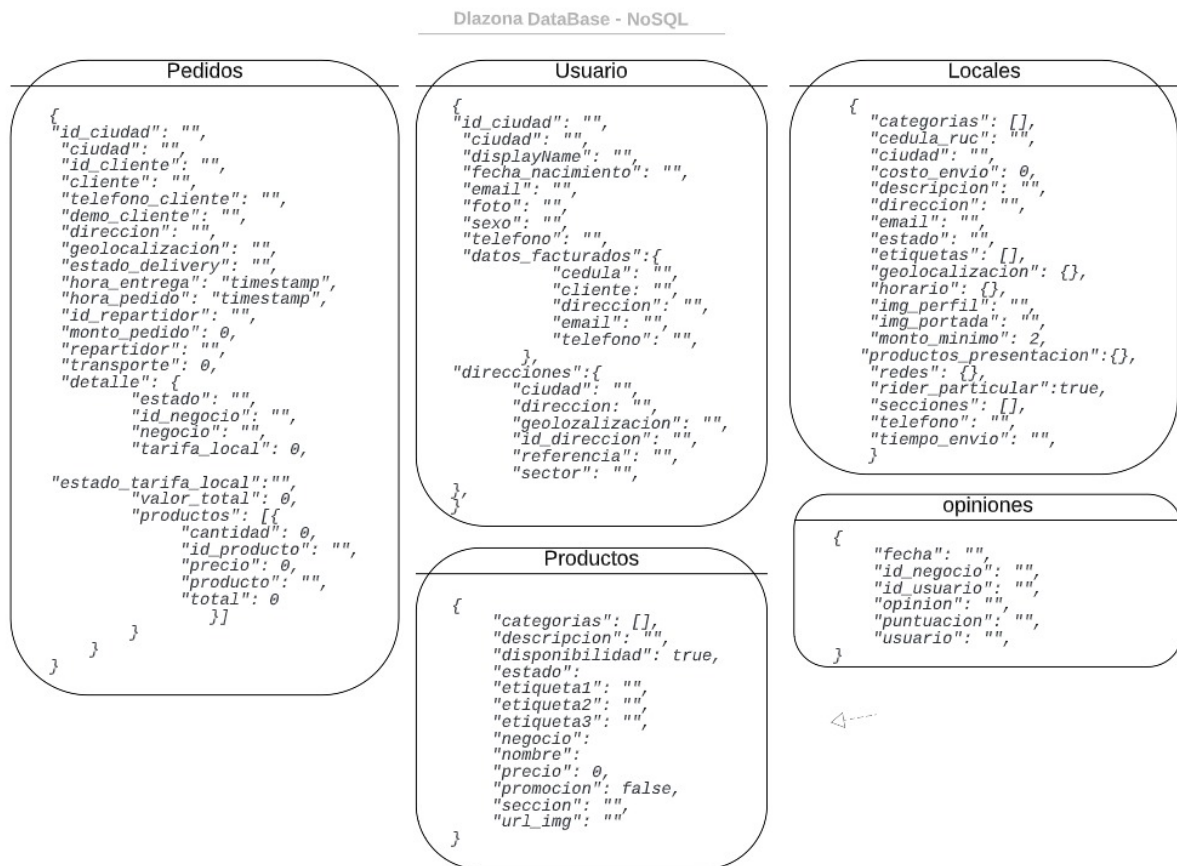 Dlazona DataBase - NoSQL
Pedidos
{
"id_ciudad": "",
"ciudad": "",
"id_cliente": "",
"cliente": "",
"telefono_cliente": "",
"demo_cliente": "",
"direccion": "",
"geolocalizacion": "",
"estado_delivery": "",
"hora_entrega": "timestamp",
"hora_pedido": "timestamp",
"id_repartidor": "",
"monto_pedido": 0,
"repartidor": "",
"transporte": 0,
"detalle": {
"estado": "",
"id_negocio": "",
"negocio": "",
"tarifa_local": 0,
"estado_tarifa_local":"",
"valor_total": 0,
"productos": [{
"cantidad": 0,
"id_producto": "",
"precio": 0,
"producto": "",
"total": 0
}]
}
}
}
Usuario
{
"id_ciudad": "",
"ciudad": "",
"displayName": "",
"fecha_nacimiento": "",
"email": "",
"foto": "",
"sexo": "",
"telefono": "",
"datos_facturados":{
"cedula": "",
"cliente: "",
"direccion": "",
"email": "",
"telefono": "",
},
"direcciones":{
"ciudad": "",
"direccion: "",
"geolozalizacion": "",
"id_direccion": "",
"referencia": "",
"sector": "",
},
}
Productos
{
"categorias": [],
"descripcion": "",
"disponibilidad": true,
"estado":
"etiqueta1": "",
"etiqueta2": "",
"etiqueta3": "",
"negocio":
"nombre":
"precio": 0,
"promocion": false,
"seccion": "",
"url_img": ""
}
Locales
{
"categorias": [],
"cedula_ruc": "",
"ciudad": "",
"costo_envio": 0,
"descripcion": "",
"direccion": "",
"email": "",
"estado": "",
"etiquetas": [],
"geolocalizacion": {},
"horario": {},
"img_perfil": "",
"img_portada": "",
"monto_minimo": 2,
"productos_presentacion":{},
"redes": {},
"rider_particular":true,
"secciones": [],
"telefono": "",
"tiempo_envio": "",
}
opiniones
{
"fecha": "",
"id_negocio": "",
"id_usuario": "",
"opinion": "",
"puntuacion": "",
"usuario": "",
}